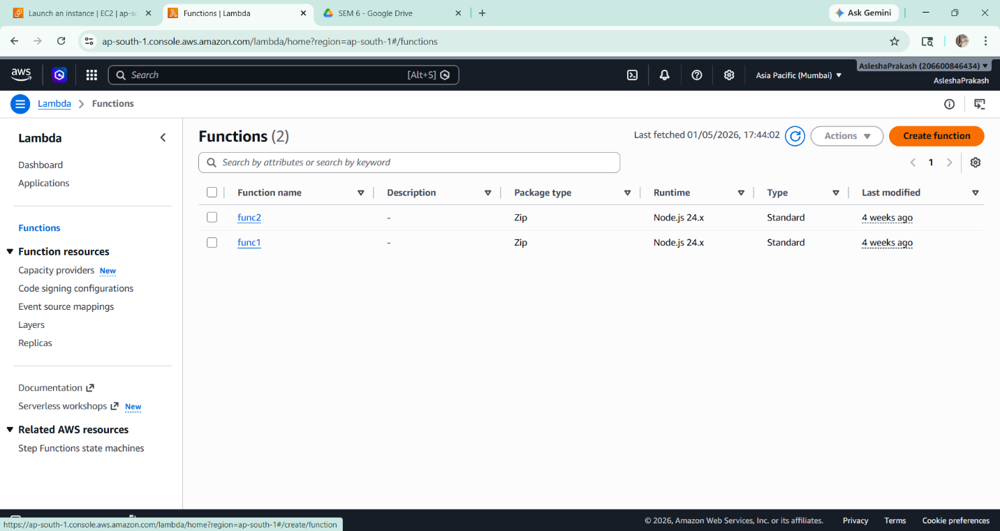 Launch an instance | EC2 | ap-sc
Functions | Lambda
SEM 6 - Google Drive
Ask Gemini
ap-south-1.console.aws.amazon.com/lambda/home?region=ap-south-1#/functions
aws
Search
[Alt+S]
Asia Pacific (Mumbai)
AsleshaPrakash (206600846434)
AsleshaPrakash
Lambda
Functions
Lambda
Dashboard
Applications
Functions
Function resources
Capacity providers New
Code signing configurations
Event source mappings
Layers
Replicas
Documentation
Serverless workshops New
Related AWS resources
Step Functions state machines
Functions (2)
Last fetched 01/05/2026, 17:44:02
Actions
Create function
Search by attributes or search by keyword
1
Function name Description Package type Runtime Type Last modified
func2 - Zip Node.js 24.x Standard 4 weeks ago
func1 - Zip Node.js 24.x Standard 4 weeks ago
https://ap-south-1.console.aws.amazon.com/lambda/home?region=ap-south-1#/create/function
© 2026, Amazon Web Services, Inc. or its affiliates. Privacy Terms Cookie preferences